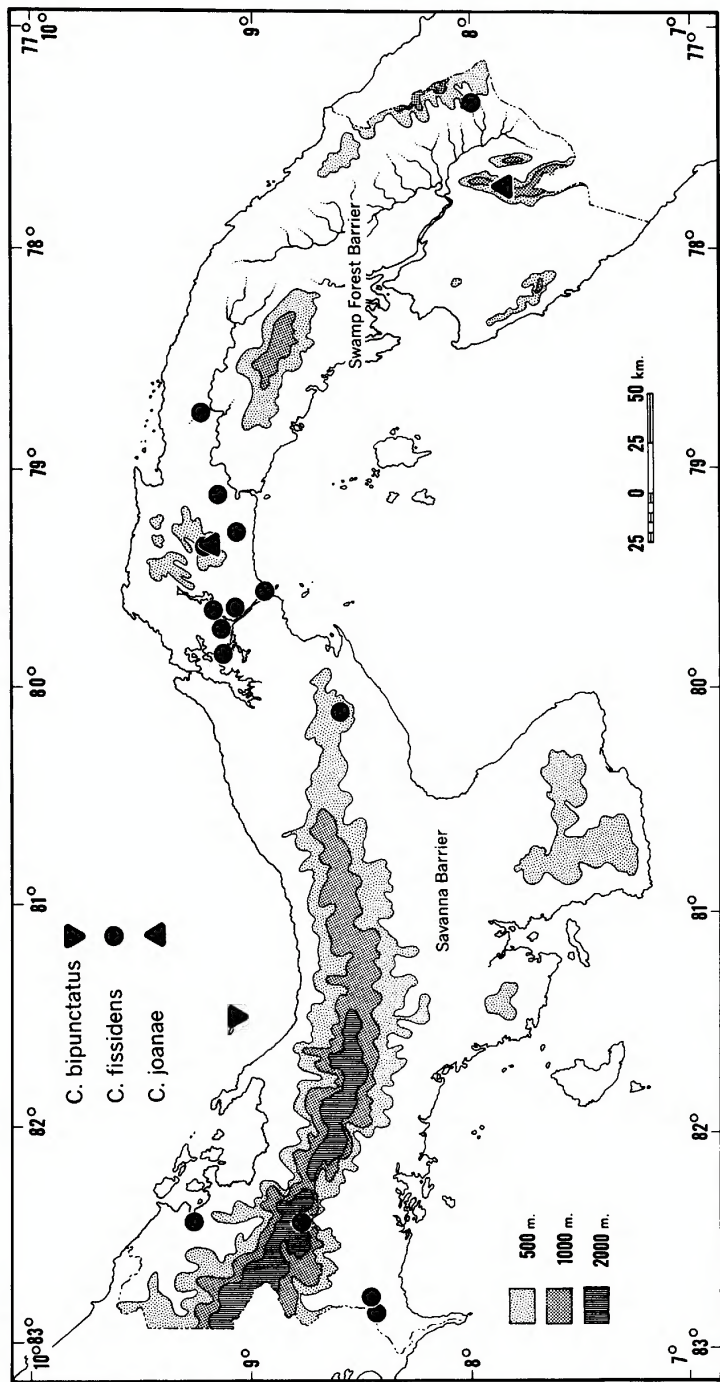 83°
82°
81°
80°
79°
78°
77°
10°
10°
9°
9°
8°
8°
7°
7°
C. bipunctatus
C. fissidens
C. joanae
Swamp Forest Barrier
Savanna Barrier
500 m.
1000 m.
2000 m.
25 0 25 50 km.
83°
82°
81°
80°
79°
78°
77°